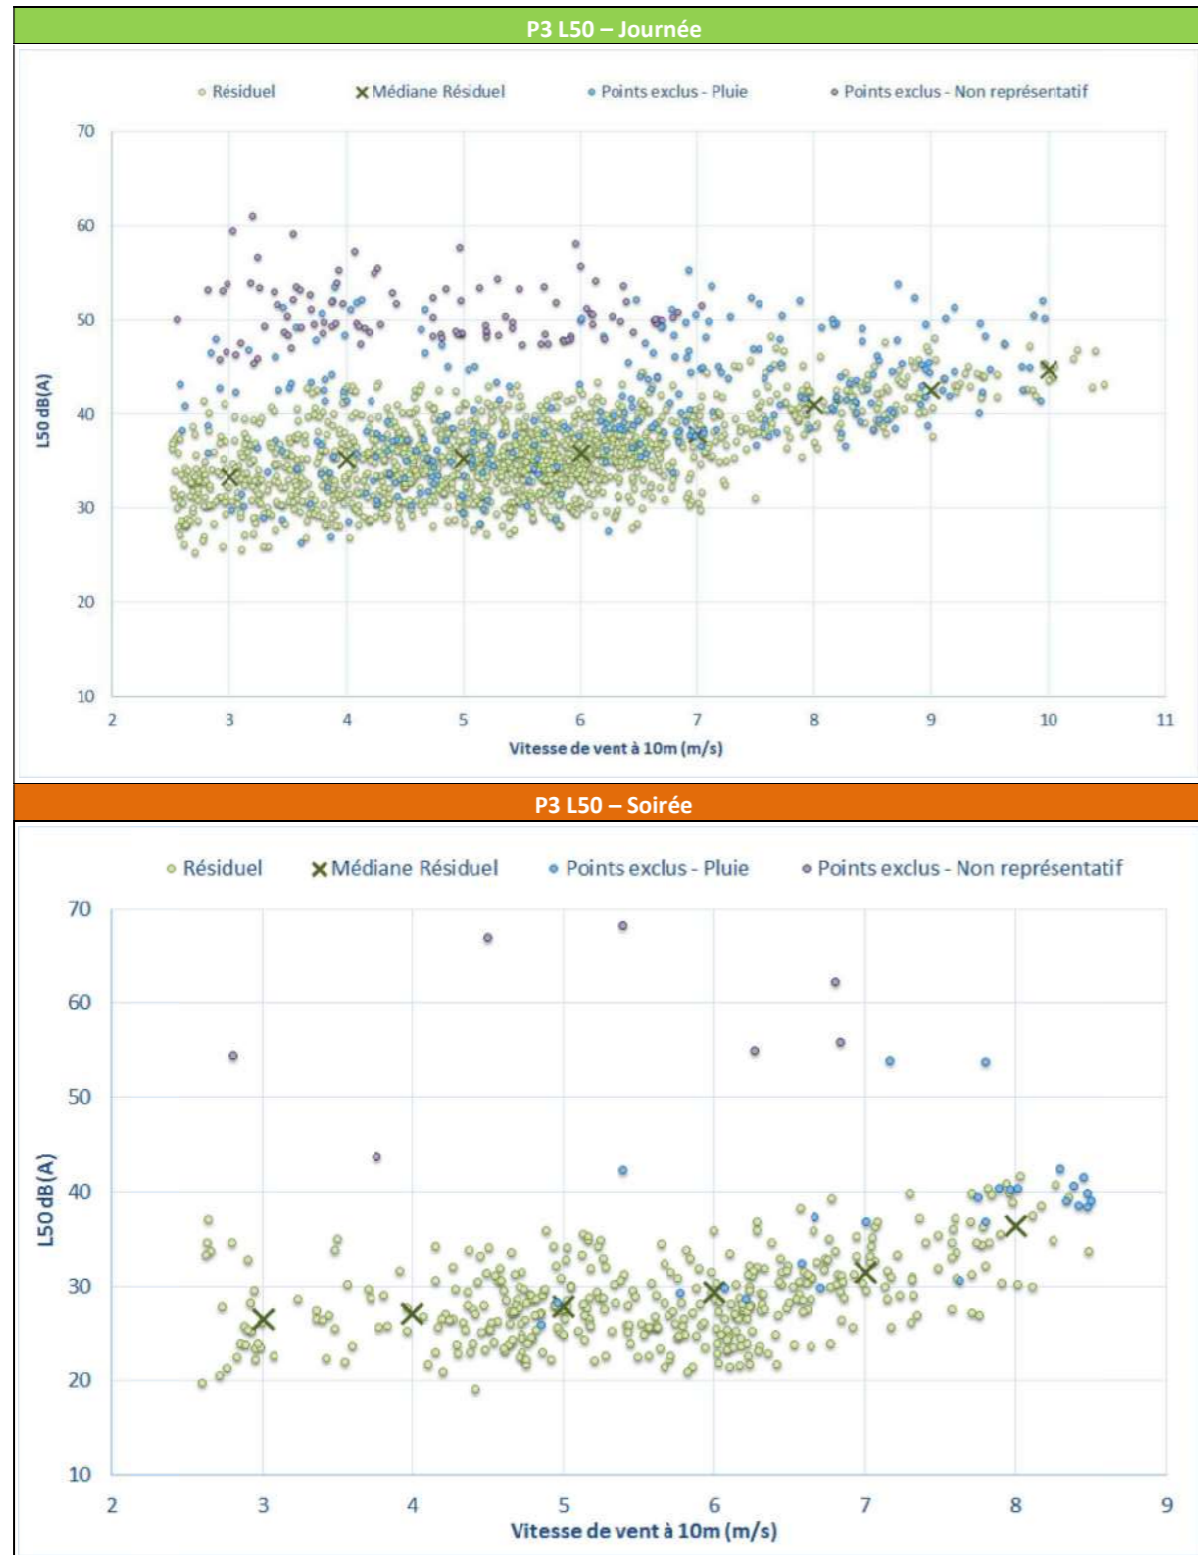 P3 L50 – Journée
Résiduel Médiane Résiduel Points exclus - Pluie Points exclus - Non représentatif
70
60
50
40
30
20
10
L50 dB(A)
2 3 4 5 6 7 8 9 10 11
Vitesse de vent à 10m (m/s)
P3 L50 – Soirée
Résiduel Médiane Résiduel Points exclus - Pluie Points exclus - Non représentatif
70
60
50
40
30
20
10
L50 dB(A)
2 3 4 5 6 7 8 9
Vitesse de vent à 10m (m/s)